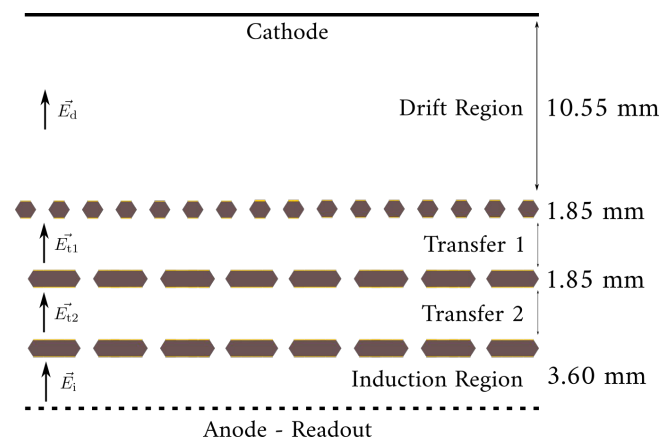 Cathode
E⃗d
Drift Region
10.55 mm
1.85 mm
E⃗t1
Transfer 1
1.85 mm
E⃗t2
Transfer 2
E⃗i
Induction Region
3.60 mm
Anode - Readout